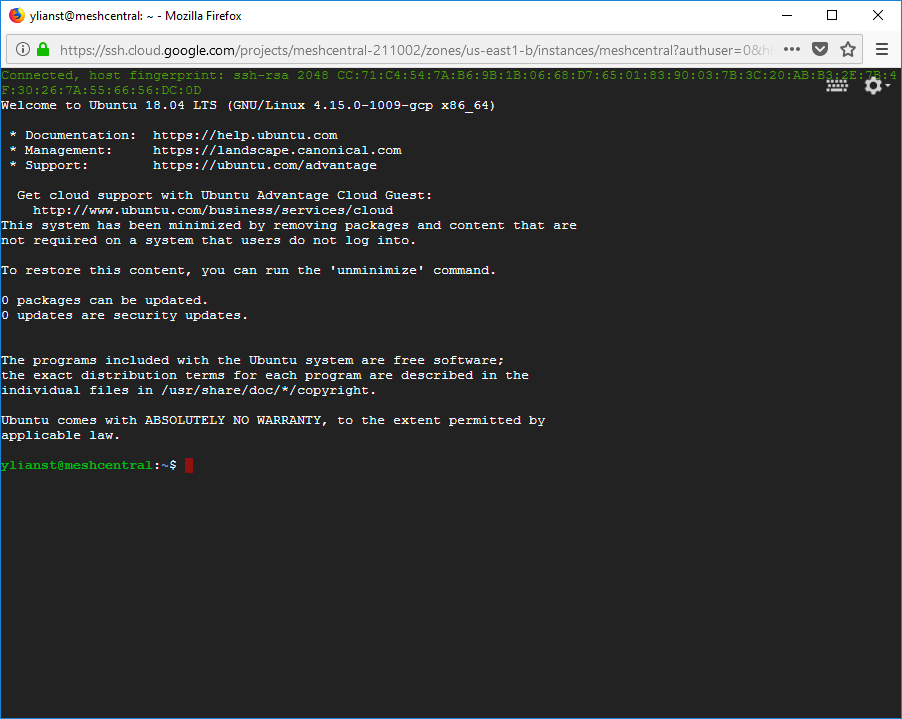 ylianst@meshcentral: ~ - Mozilla Firefox
https://ssh.cloud.google.com/projects/meshcentral-211002/zones/us-east1-b/instances/meshcentral?authuser=0&h
Connected, host fingerprint: ssh-rsa 2048 CC:71:C4:54:7A:B6:9B:1B:06:68:D7:65:01:83:90:03:7B:3C:20:AB:B3:2E:7B:4
F:30:26:7A:55:66:56:DC:0D
Welcome to Ubuntu 18.04 LTS (GNU/Linux 4.15.0-1009-gcp x86_64)
* Documentation:  https://help.ubuntu.com
* Management:     https://landscape.canonical.com
* Support:        https://ubuntu.com/advantage
Get cloud support with Ubuntu Advantage Cloud Guest:
http://www.ubuntu.com/business/services/cloud
This system has been minimized by removing packages and content that are
not required on a system that users do not log into.
To restore this content, you can run the 'unminimize' command.
0 packages can be updated.
0 updates are security updates.
The programs included with the Ubuntu system are free software;
the exact distribution terms for each program are described in the
individual files in /usr/share/doc/*/copyright.
Ubuntu comes with ABSOLUTELY NO WARRANTY, to the extent permitted by
applicable law.
ylianst@meshcentral:~$